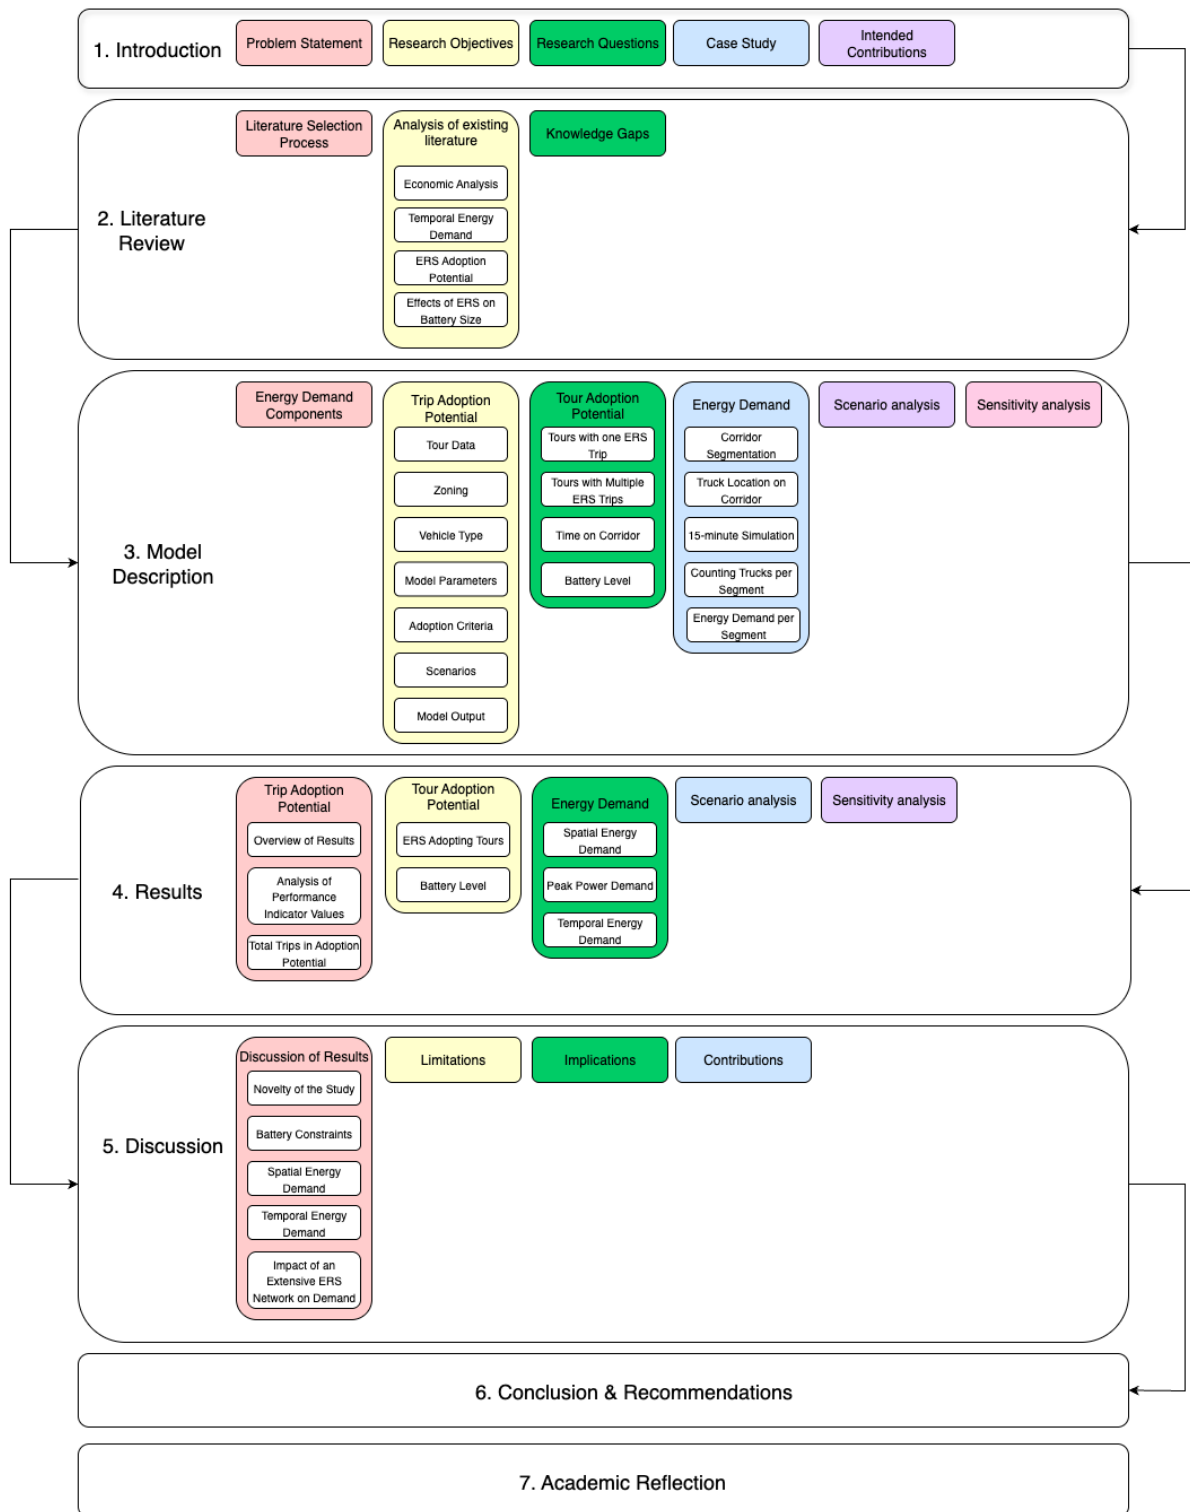 1. Introduction
Problem Statement
Research Objectives
Research Questions
Case Study
Intended
Contributions
2. Literature
Review
Literature Selection
Process
Analysis of existing
literature
Economic Analysis
Temporal Energy
Demand
ERS Adoption
Potential
Effects of ERS on
Battery Size
Knowledge Gaps
3. Model
Description
Energy Demand
Components
Trip Adoption
Potential
Tour Data
Zoning
Vehicle Type
Model Parameters
Adoption Criteria
Scenarios
Model Output
Tour Adoption
Potential
Tours with one ERS
Trip
Tours with Multiple
ERS Trips
Time on Corridor
Battery Level
Energy Demand
Corridor
Segmentation
Truck Location on
Corridor
15-minute Simulation
Counting Trucks per
Segment
Energy Demand per
Segment
Scenario analysis
Sensitivity analysis
4. Results
Trip Adoption
Potential
Overview of Results
Analysis of
Performance
Indicator Values
Total Trips in Adoption
Potential
Tour Adoption
Potential
ERS Adopting Tours
Battery Level
Energy Demand
Spatial Energy
Demand
Peak Power Demand
Temporal Energy
Demand
Scenario analysis
Sensitivity analysis
5. Discussion
Discussion of Results
Novelty of the Study
Battery Constraints
Spatial Energy
Demand
Temporal Energy
Demand
Impact of an
Extensive ERS
Network on Demand
Limitations
Implications
Contributions
6. Conclusion & Recommendations
7. Academic Reflection